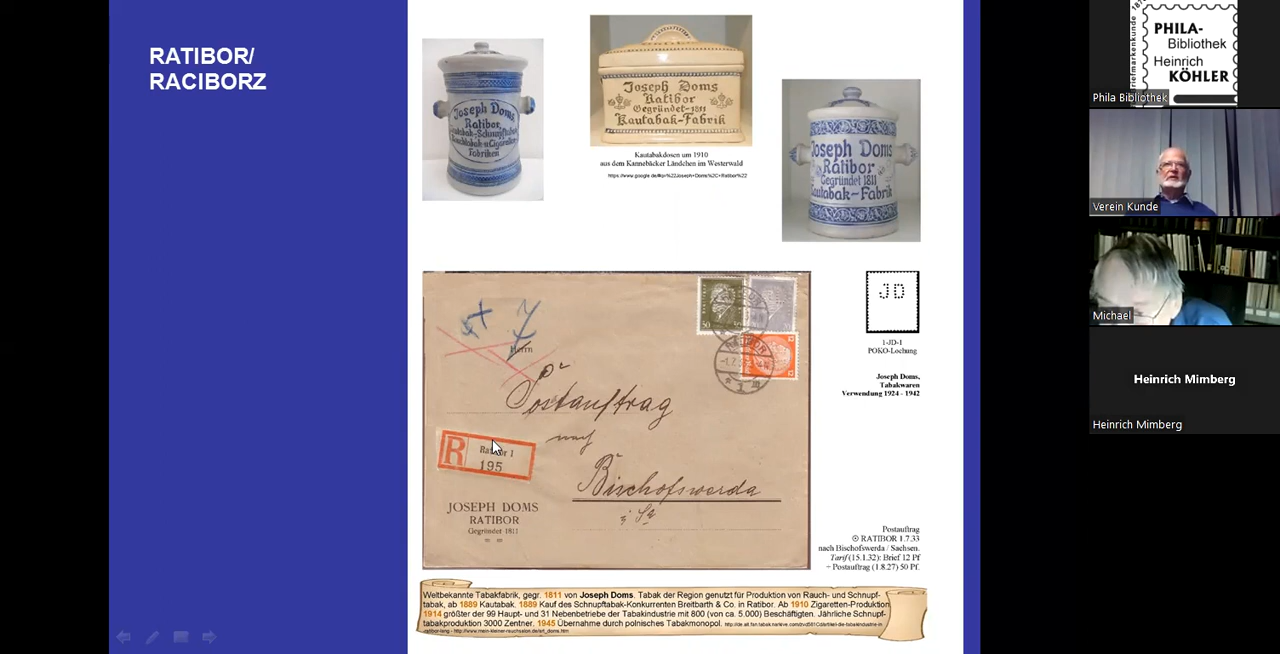 RATIBOR/
RACIBORZ
Joseph Doms
Ratibor,
Fabriken
Joseph Doms
Ratibor
Gegründet-1811
Kautabak-Fabrik
Kautabakdosen um 1910
aus dem Kannebäcker Ländchen im Westerwald
Joseph Doms
Ratibor
Gegründet 1811
Kautabak-Fabrik
30
Herrn
Postauftrag
nach
Bischofswerda
i/Sa
R
Ratibor 1
195
JOSEPH DOMS
RATIBOR
Gegründet 1811
JD
1-JD-1
POKO-Lochung
Joseph Doms,
Tabakwaren
Verwendung 1924 - 1942
Postauftrag
⊙ RATIBOR 1.7.33
nach Bischofswerda / Sachsen.
Tarif (15.1.32): Brief 12 Pf
~ Postauftrag (1.8.27) 50 Pf.
Weltbekannte Tabakfabrik, gegr. 1811 von Joseph Doms. Tabak der Region genutzt für Produktion von Rauch- und Schnupf-
tabak, ab 1889 Kautabak. 1889 Kauf des Schnupftabak-Konkurrenten Breitbarth & Co. in Ratibor. Ab 1910 Zigaretten-Produktion.
1914 größter der 99 Haupt- und 31 Nebenbetriebe der Tabakindustrie mit 800 (von ca. 5.000) Beschäftigten. Jährliche Schnupf-
tabakproduktion 3000 Zentner. 1945 Übernahme durch polnisches Tabakmonopol.
PHILA-
Bibliothek
Heinrich
KÖHLER
Phila Bibliothek
Verein Kunde
Michael
Heinrich Mimberg
Heinrich Mimberg